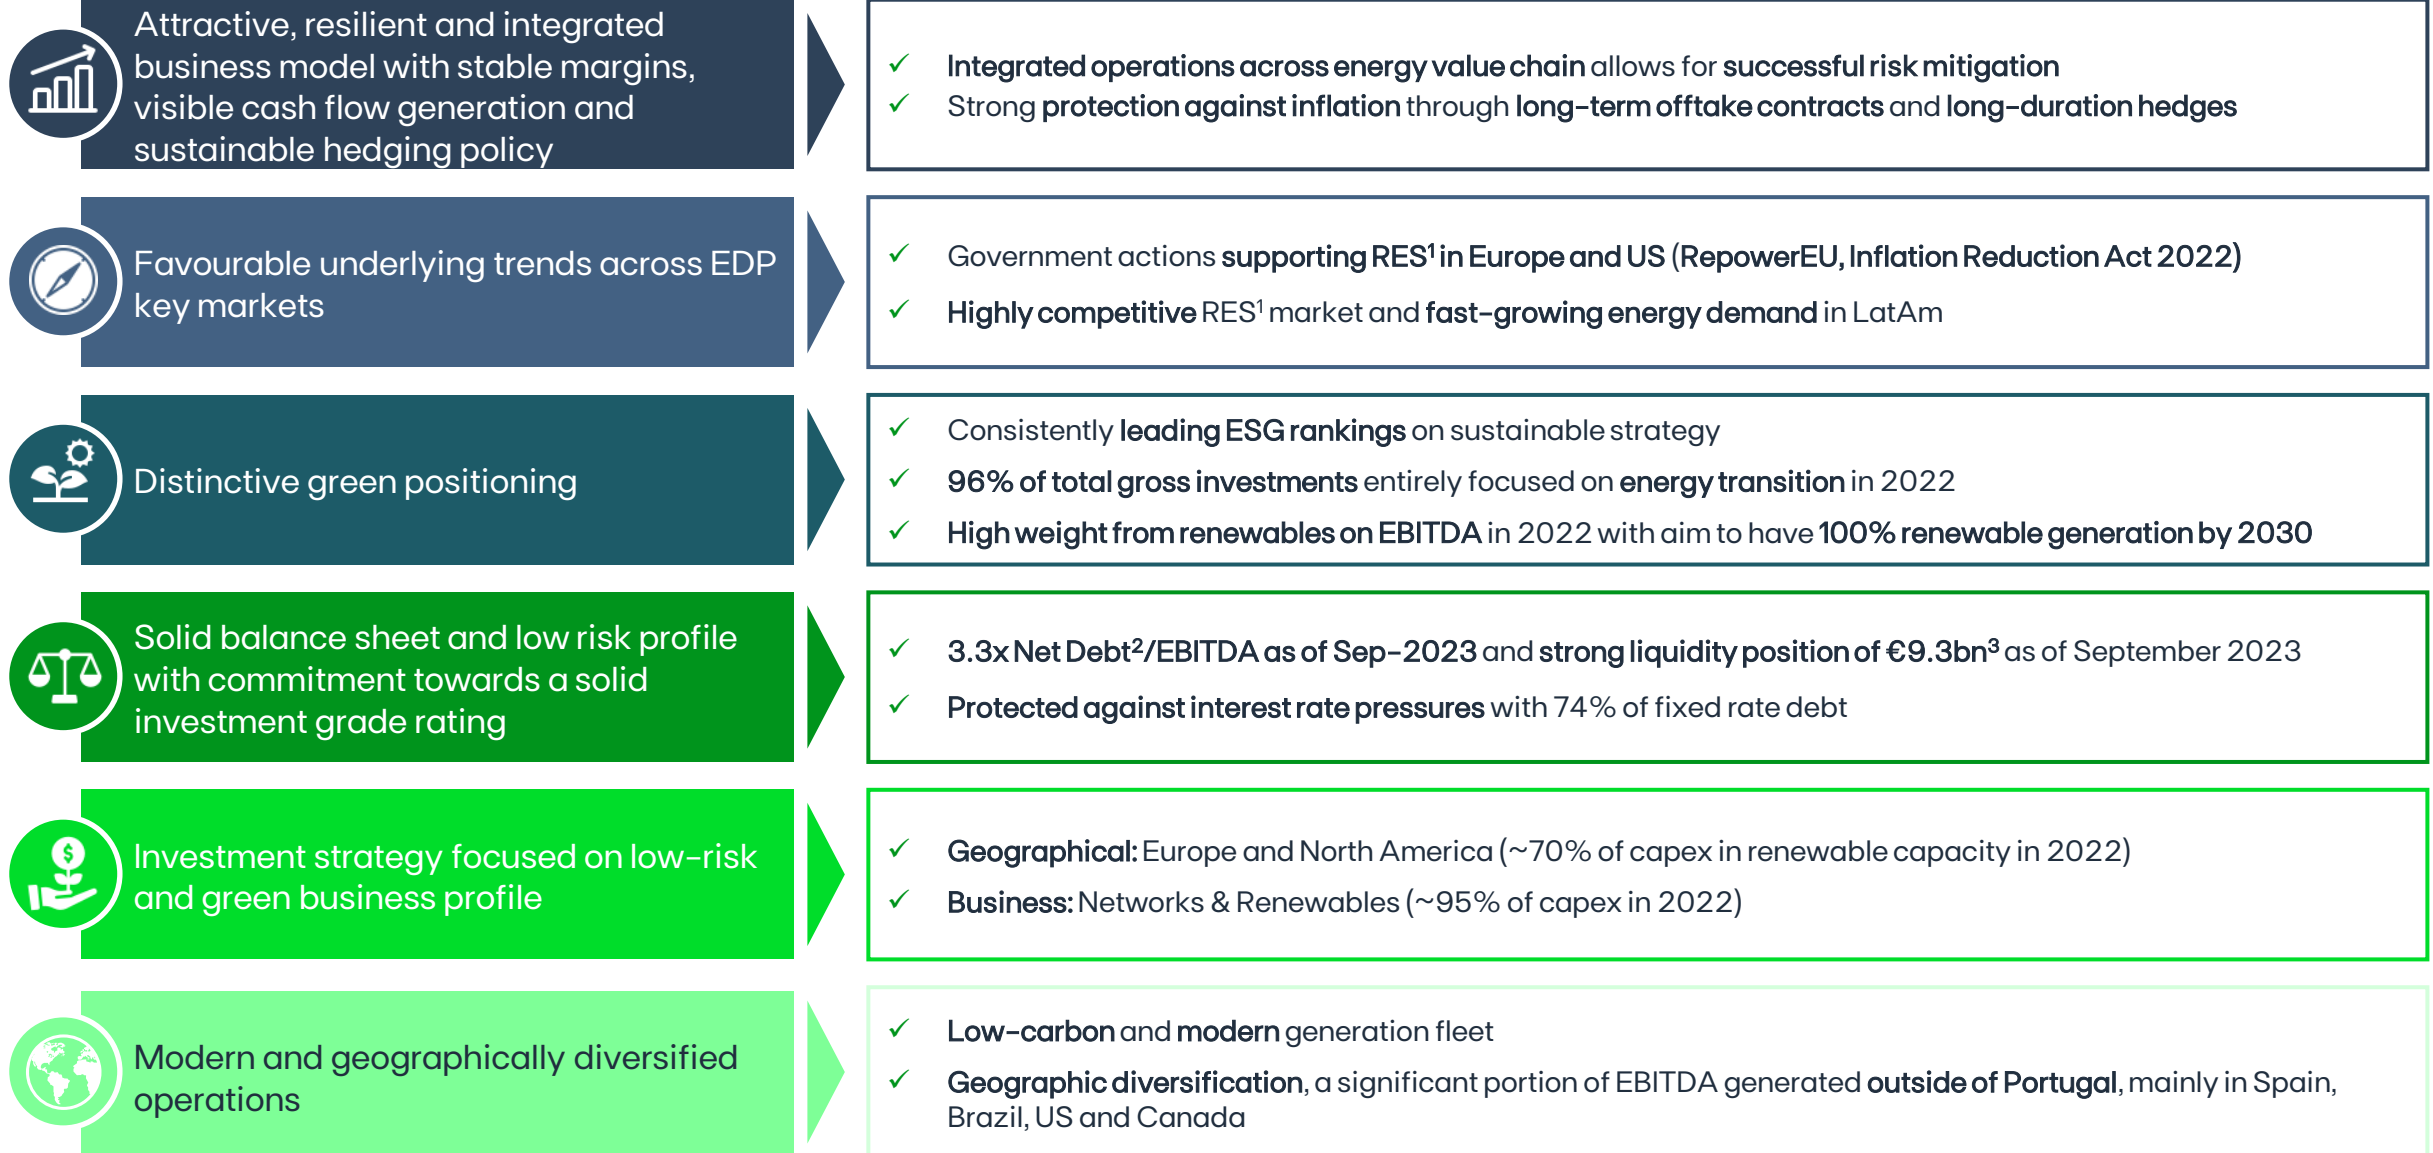 Attractive, resilient and integrated
business model with stable margins,
visible cash flow generation and
sustainable hedging policy
✓ Integrated operations across energy value chain allows for successful risk mitigation
✓ Strong protection against inflation through long-term offtake contracts and long-duration hedges
Favourable underlying trends across EDP
key markets
✓ Government actions supporting RES¹ in Europe and US (RepowerEU, Inflation Reduction Act 2022)
✓ Highly competitive RES¹ market and fast-growing energy demand in LatAm
Distinctive green positioning
✓ Consistently leading ESG rankings on sustainable strategy
✓ 96% of total gross investments entirely focused on energy transition in 2022
✓ High weight from renewables on EBITDA in 2022 with aim to have 100% renewable generation by 2030
Solid balance sheet and low risk profile
with commitment towards a solid
investment grade rating
✓ 3.3x Net Debt²/EBITDA as of Sep-2023 and strong liquidity position of €9.3bn³ as of September 2023
✓ Protected against interest rate pressures with 74% of fixed rate debt
$
Investment strategy focused on low-risk
and green business profile
✓ Geographical: Europe and North America (~70% of capex in renewable capacity in 2022)
✓ Business: Networks & Renewables (~95% of capex in 2022)
Modern and geographically diversified
operations
✓ Low-carbon and modern generation fleet
✓ Geographic diversification, a significant portion of EBITDA generated outside of Portugal, mainly in Spain,
Brazil, US and Canada